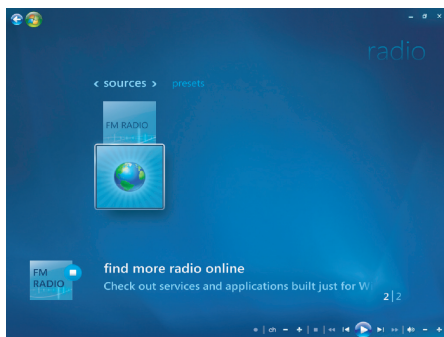 radio
< sources > presets
FM RADIO
FM
RADIO
find more radio online
Check out services and applications built just for W
2 | 2
ch − +
− +